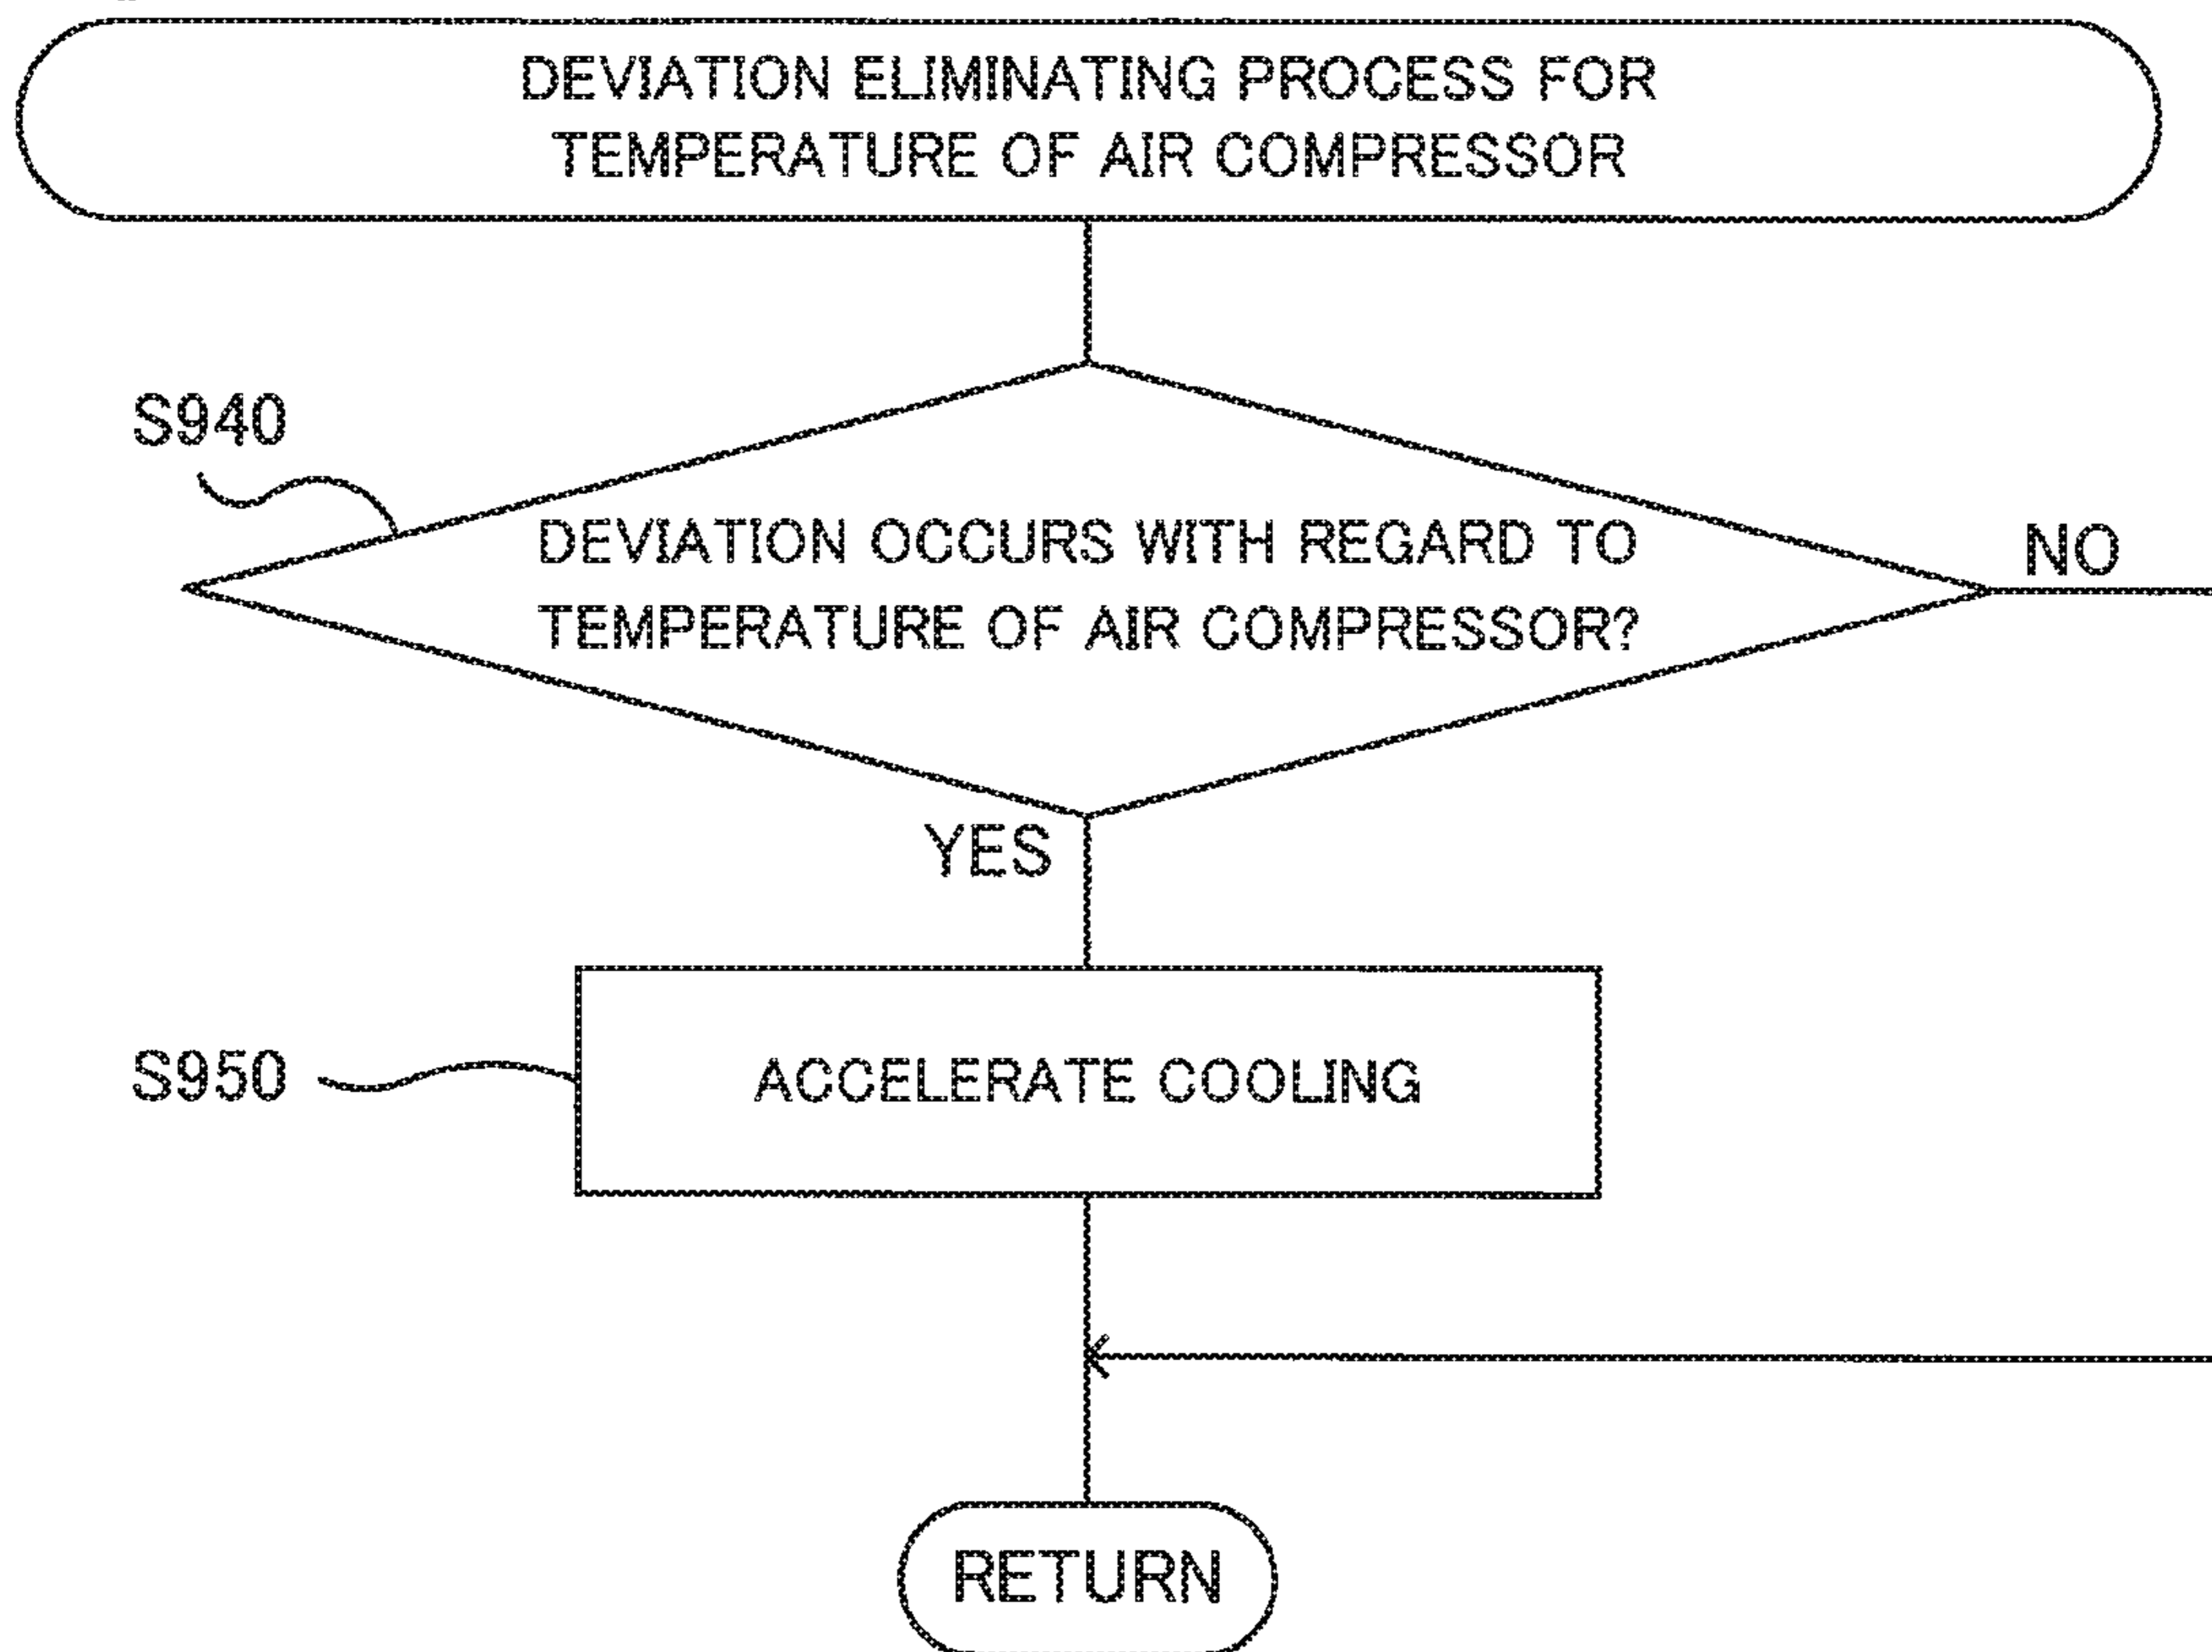 DEVIATION ELIMINATING PROCESS FOR
TEMPERATURE OF AIR COMPRESSOR
S940
DEVIATION OCCURS WITH REGARD TO
TEMPERATURE OF AIR COMPRESSOR?
NO
YES
S950
ACCELERATE COOLING
RETURN